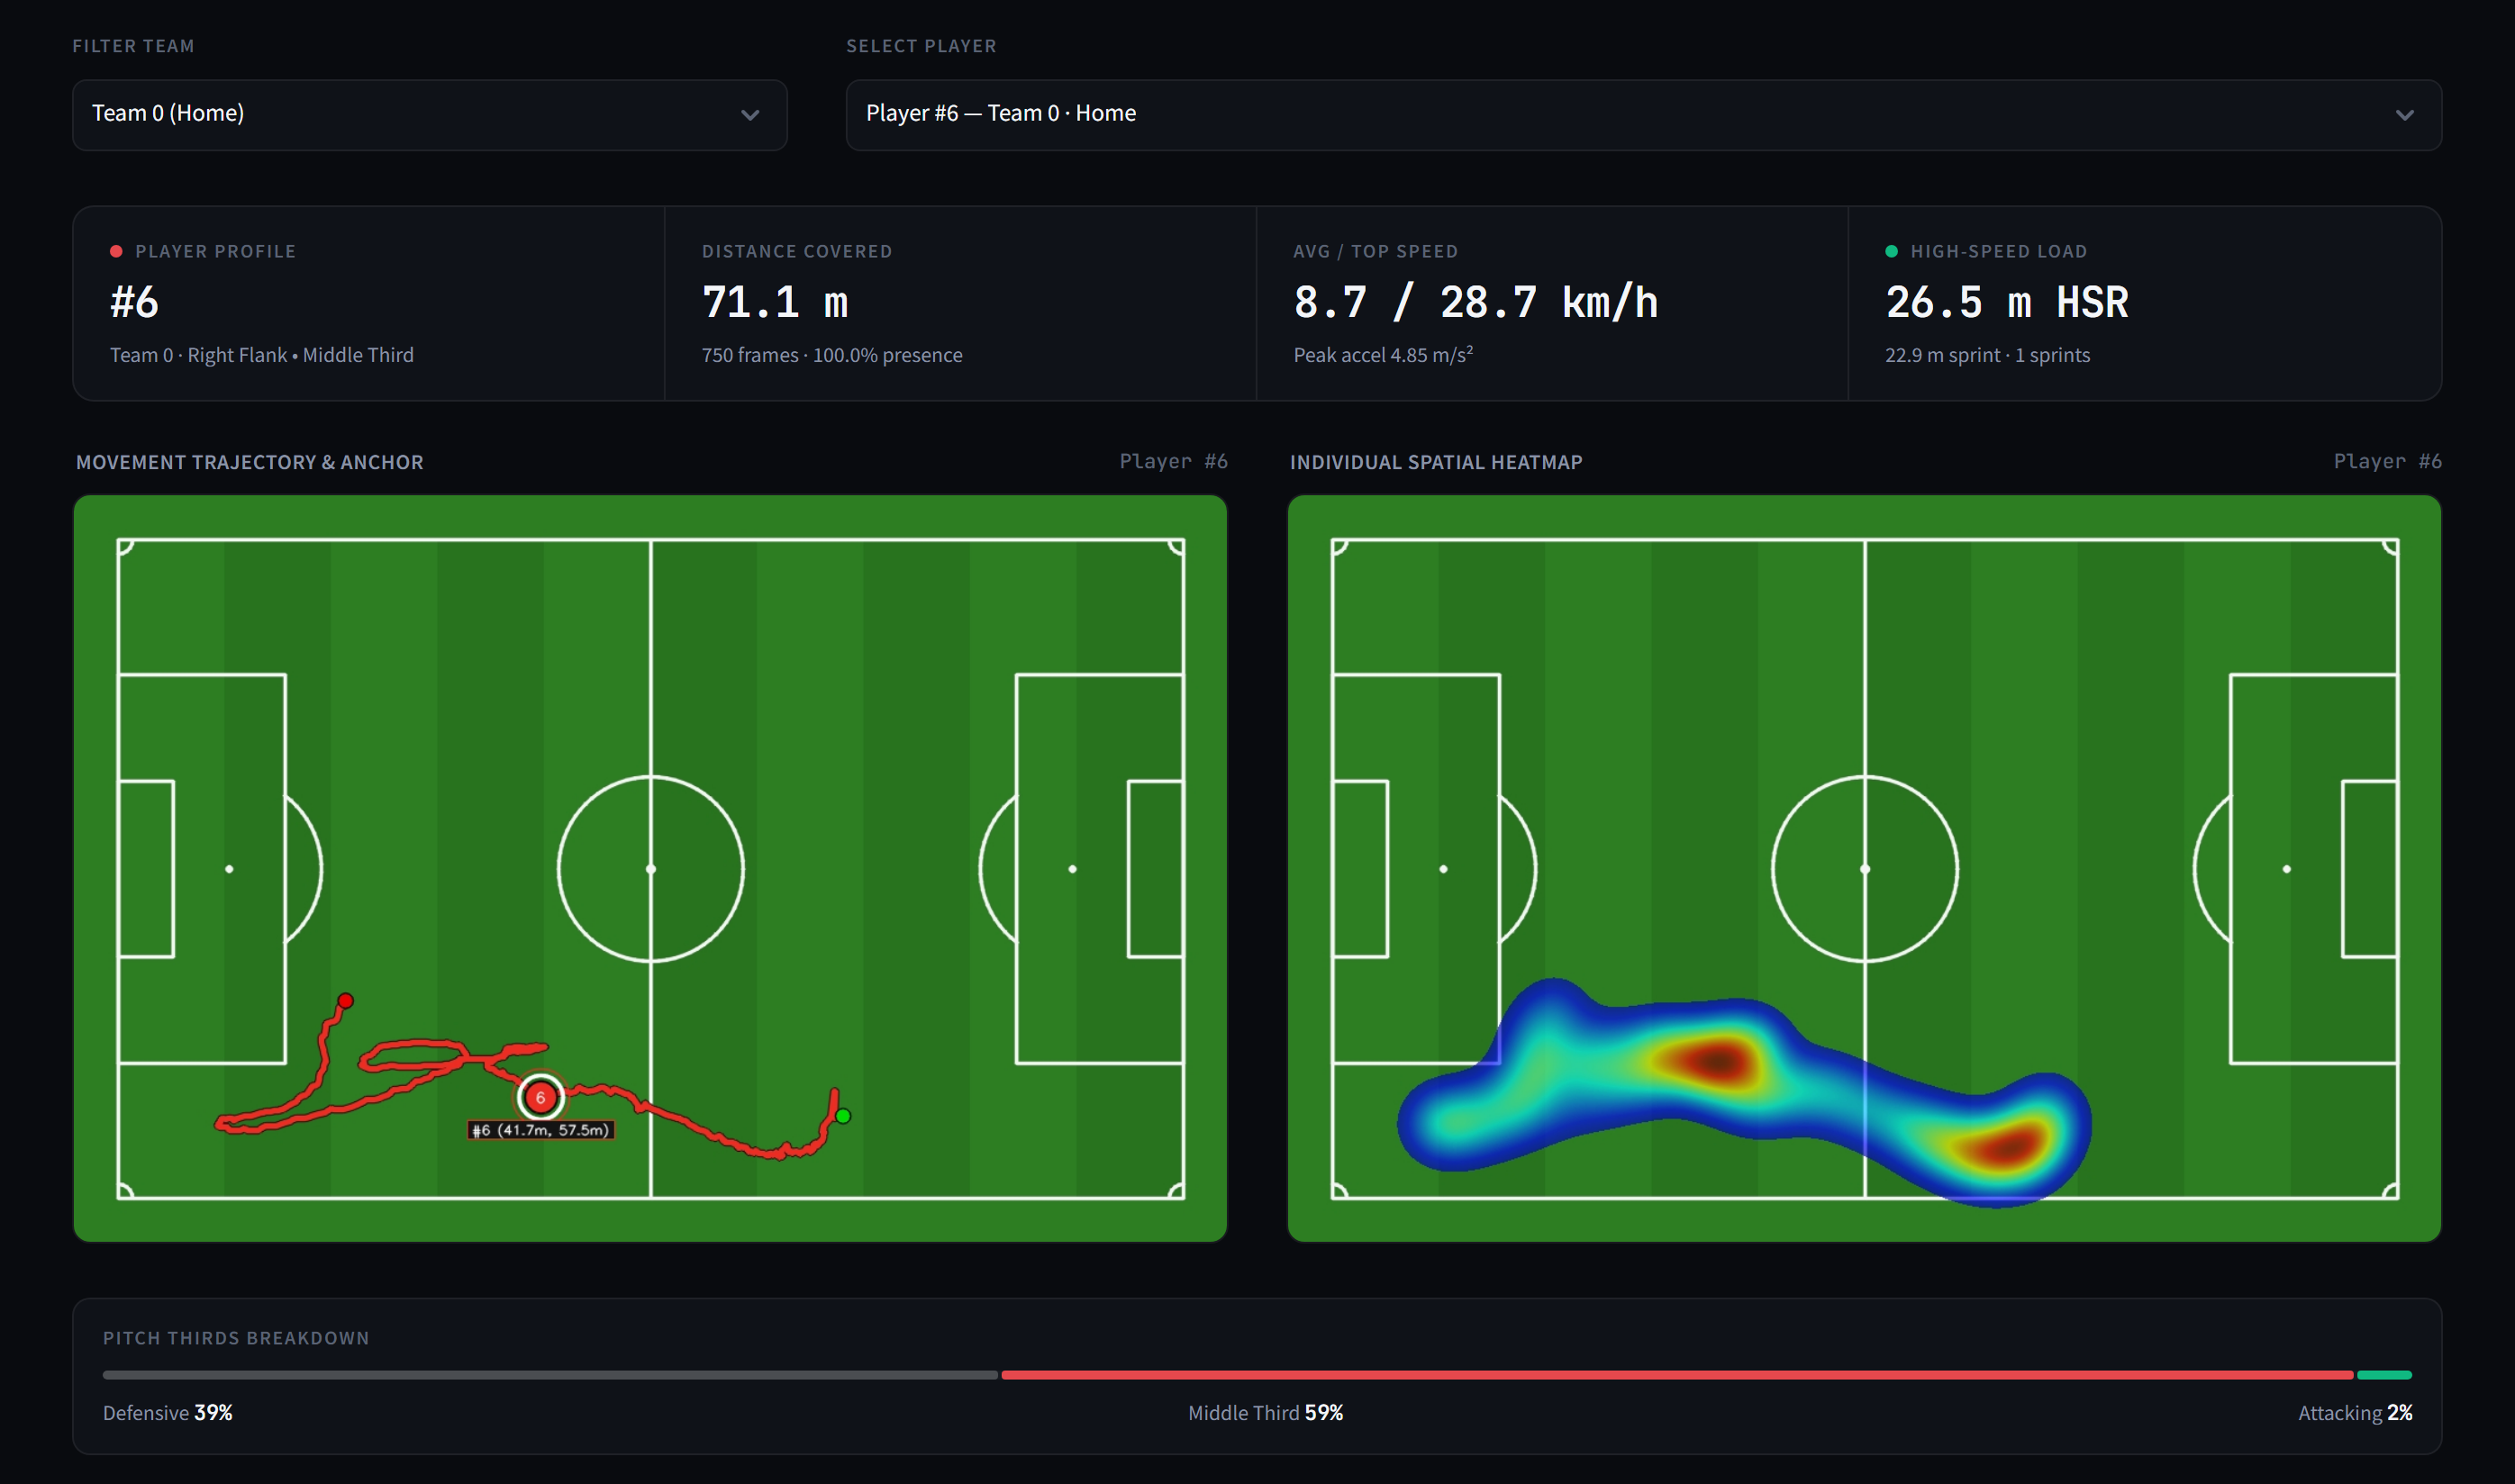 FILTER TEAM
SELECT PLAYER
Team 0 (Home)
Player #6 — Team 0 · Home
PLAYER PROFILE
#6
Team 0 · Right Flank • Middle Third
DISTANCE COVERED
71.1 m
750 frames · 100.0% presence
AVG / TOP SPEED
8.7 / 28.7 km/h
Peak accel 4.85 m/s²
HIGH-SPEED LOAD
26.5 m HSR
22.9 m sprint · 1 sprints
MOVEMENT TRAJECTORY & ANCHOR
Player #6
INDIVIDUAL SPATIAL HEATMAP
Player #6
6
#6 (41.7m, 57.5m)
PITCH THIRDS BREAKDOWN
Defensive 39%
Middle Third 59%
Attacking 2%